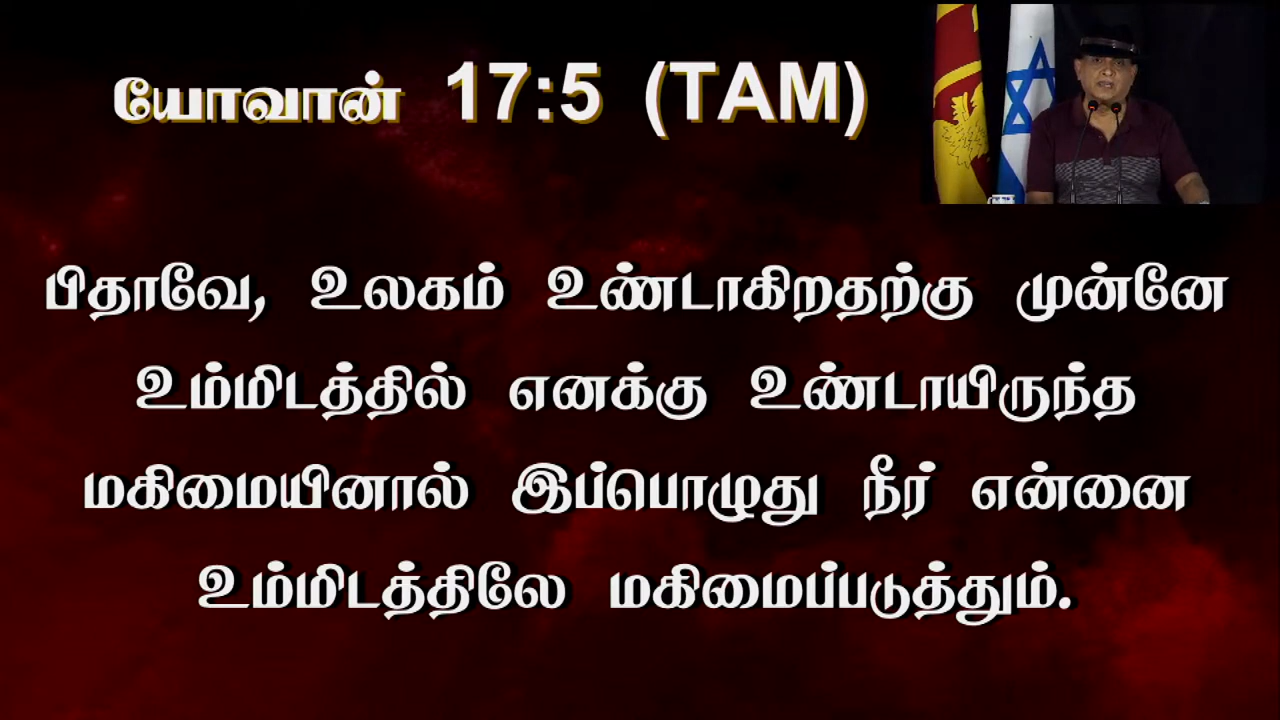 யோவான் 17:5 (TAM)
பிதாவே, உலகம் உண்டாகிறதற்கு முன்னே
உம்மிடத்தில் எனக்கு உண்டாயிருந்த
மகிமையினால் இப்பொழுது நீர் என்னை
உம்மிடத்திலே மகிமைப்படுத்தும்.